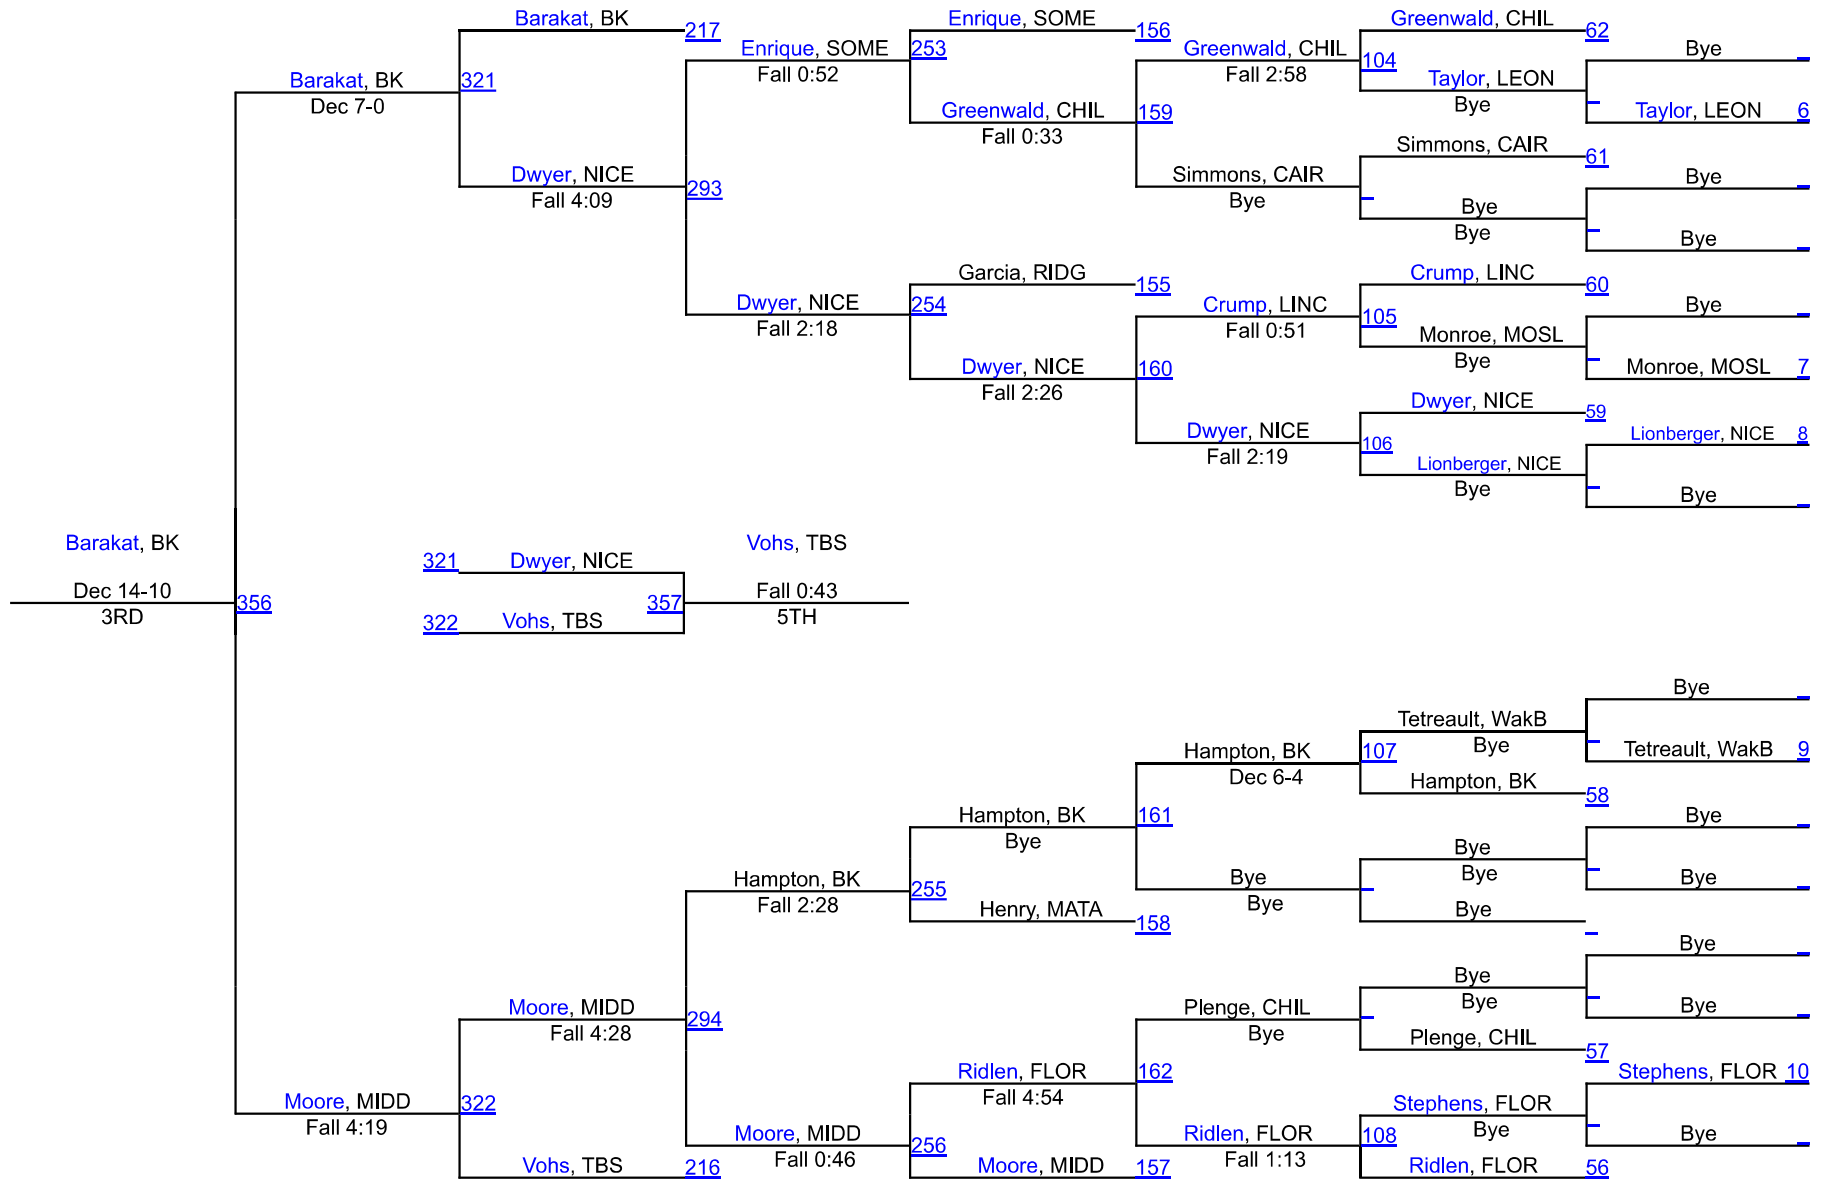 Barakat, BK
217
Enrique, SOME
156
Greenwald, CHIL
62
Enrique, SOME
253
Greenwald, CHIL
Bye
Fall 0:52
Fall 2:58
104
Barakat, BK
321
Taylor, LEON
Dec 7-0
Bye
Greenwald, CHIL
159
Taylor, LEON 6
Fall 0:33
Simmons, CAIR
61
Dwyer, NICE
293
Simmons, CAIR
Bye
Fall 4:09
Bye
Bye
Bye
Bye
Garcia, RIDG
155
Crump, LINC
60
Dwyer, NICE
254
Crump, LINC
Bye
Fall 2:18
Fall 0:51
105
Monroe, MOSL
Bye
Dwyer, NICE
160
Monroe, MOSL 7
Fall 2:26
Dwyer, NICE
59
Dwyer, NICE
106
Lionberger, NICE 8
Fall 2:19
Lionberger, NICE
Bye
Bye
Barakat, BK
Vohs, TBS
321
Dwyer, NICE
Dec 14-10
356
357
Fall 0:43
3RD
322
Vohs, TBS
5TH
Bye
Tetreault, WakB
Bye
Hampton, BK
107
Tetreault, WakB 9
Dec 6-4
Hampton, BK
58
Hampton, BK
161
Bye
Bye
Bye
Bye
Hampton, BK
255
Bye
Bye
Fall 2:28
Bye
Henry, MATA
158
Bye
Bye
Bye
Bye
Moore, MIDD
294
Plenge, CHIL
Bye
Fall 4:28
Bye
Plenge, CHIL
57
Ridlen, FLOR
162
Stephens, FLOR 10
Fall 4:54
Moore, MIDD
322
Stephens, FLOR
Fall 4:19
Bye
Moore, MIDD
256
Ridlen, FLOR
108
Bye
Fall 0:46
Fall 1:13
Vohs, TBS
216
Moore, MIDD
157
Ridlen, FLOR
56